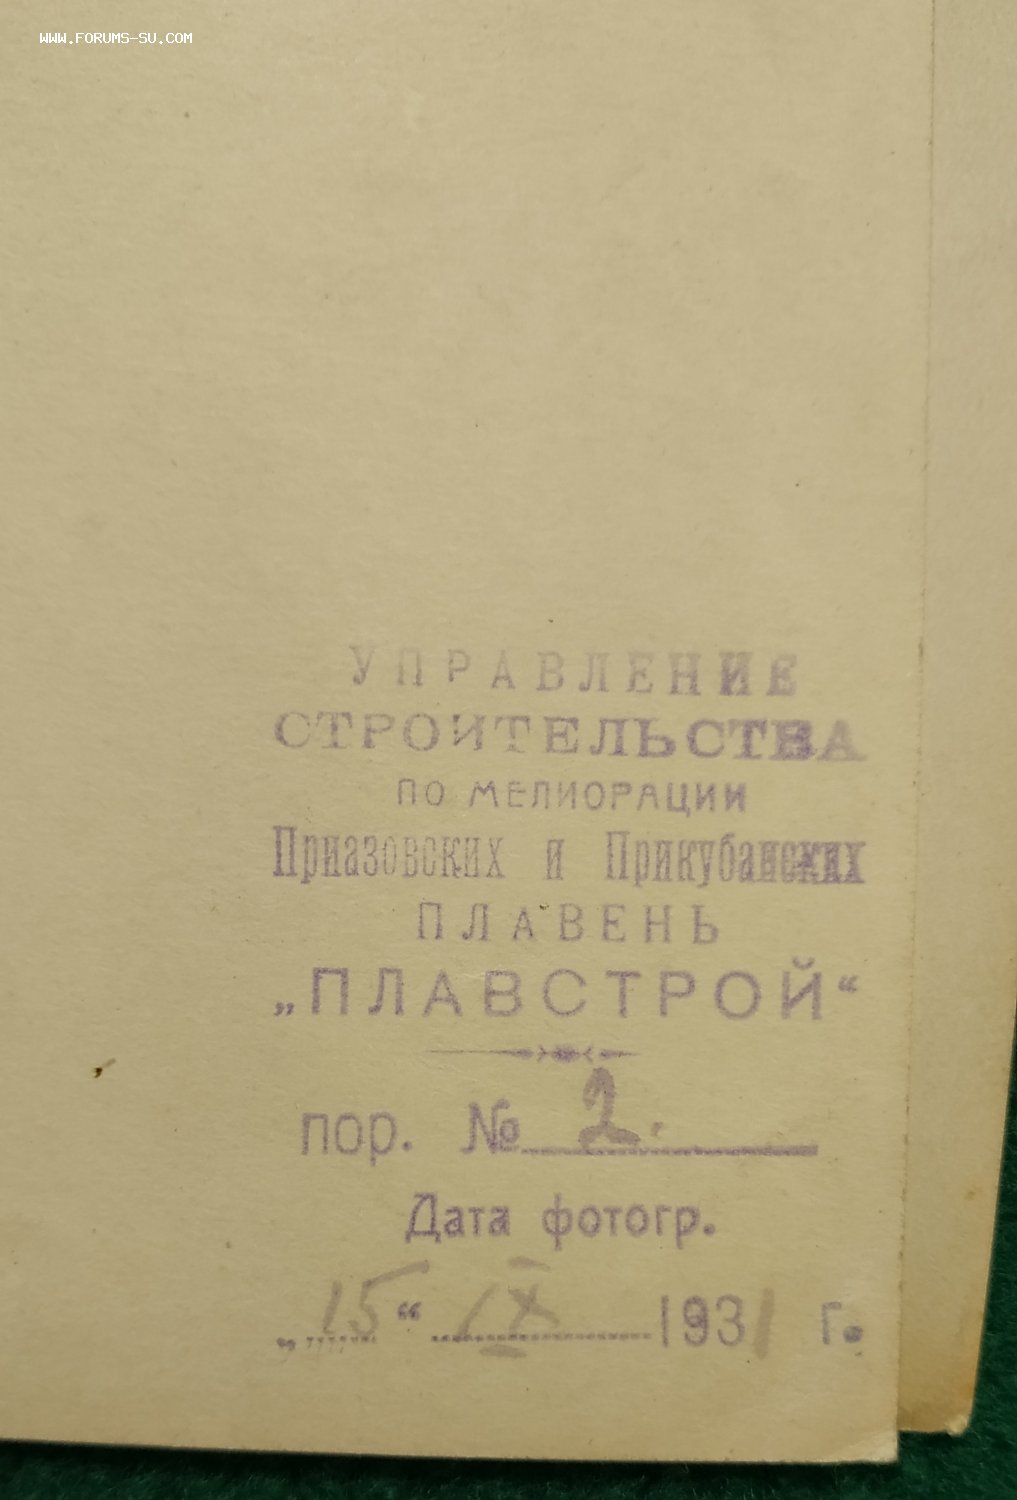 WWW.FORUMS-SU.COM
УПРАВЛЕНИЕ
СТРОИТЕЛЬСТВА
ПО МЕЛИОРАЦИИ
Приазовских и Прикубанских
ПЛАВЕНЬ
„ПЛАВСТРОЙ“
пор. № 2.
Дата фотогр.
„15“ IX 1931 г.